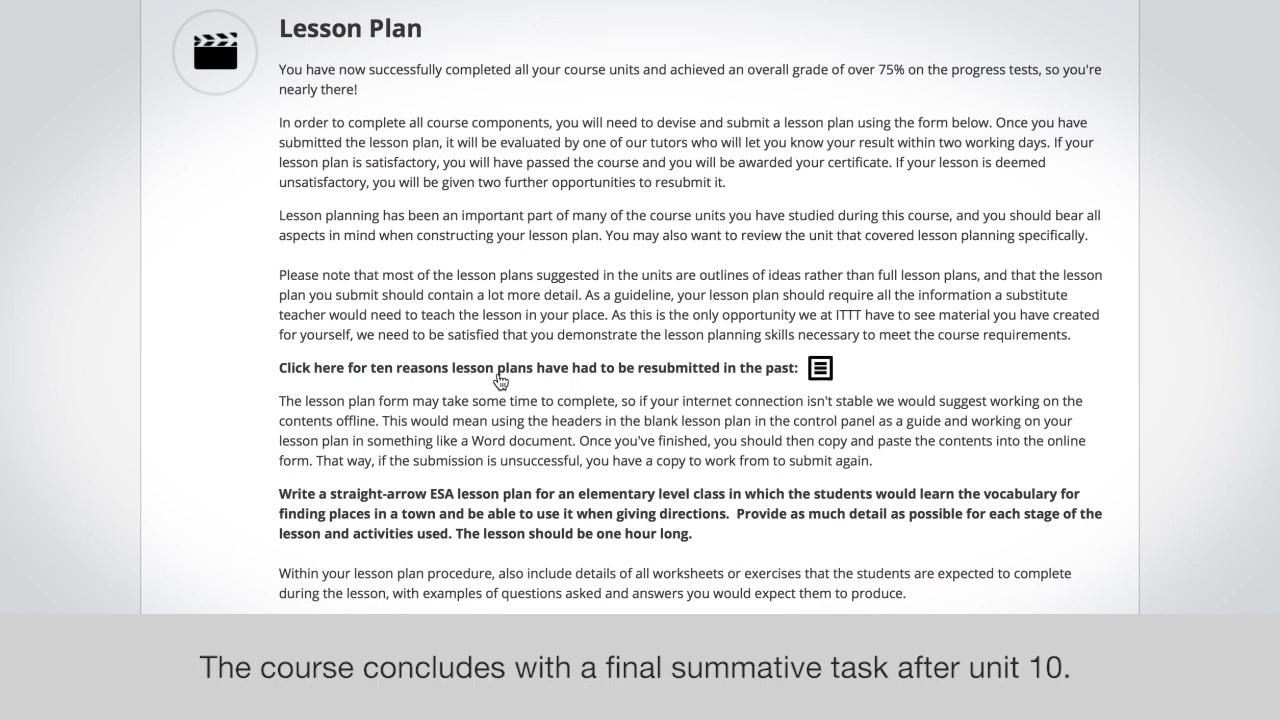 Lesson Plan
You have now successfully completed all your course units and achieved an overall grade of over 75% on the progress tests, so you're
nearly there!
In order to complete all course components, you will need to devise and submit a lesson plan using the form below. Once you have
submitted the lesson plan, it will be evaluated by one of our tutors who will let you know your result within two working days. If your
lesson plan is satisfactory, you will have passed the course and you will be awarded your certificate. If your lesson is deemed
unsatisfactory, you will be given two further opportunities to resubmit it.
Lesson planning has been an important part of many of the course units you have studied during this course, and you should bear all
aspects in mind when constructing your lesson plan. You may also want to review the unit that covered lesson planning specifically.
Please note that most of the lesson plans suggested in the units are outlines of ideas rather than full lesson plans, and that the lesson
plan you submit should contain a lot more detail. As a guideline, your lesson plan should require all the information a substitute
teacher would need to teach the lesson in your place. As this is the only opportunity we at ITTT have to see material you have created
for yourself, we need to be satisfied that you demonstrate the lesson planning skills necessary to meet the course requirements.
Click here for ten reasons lesson plans have had to be resubmitted in the past:
The lesson plan form may take some time to complete, so if your internet connection isn't stable we would suggest working on the
contents offline. This would mean using the headers in the blank lesson plan in the control panel as a guide and working on your
lesson plan in something like a Word document. Once you've finished, you should then copy and paste the contents into the online
form. That way, if the submission is unsuccessful, you have a copy to work from to submit again.
Write a straight-arrow ESA lesson plan for an elementary level class in which the students would learn the vocabulary for
finding places in a town and be able to use it when giving directions.  Provide as much detail as possible for each stage of the
lesson and activities used. The lesson should be one hour long.
Within your lesson plan procedure, also include details of all worksheets or exercises that the students are expected to complete
during the lesson, with examples of questions asked and answers you would expect them to produce.
The course concludes with a final summative task after unit 10.